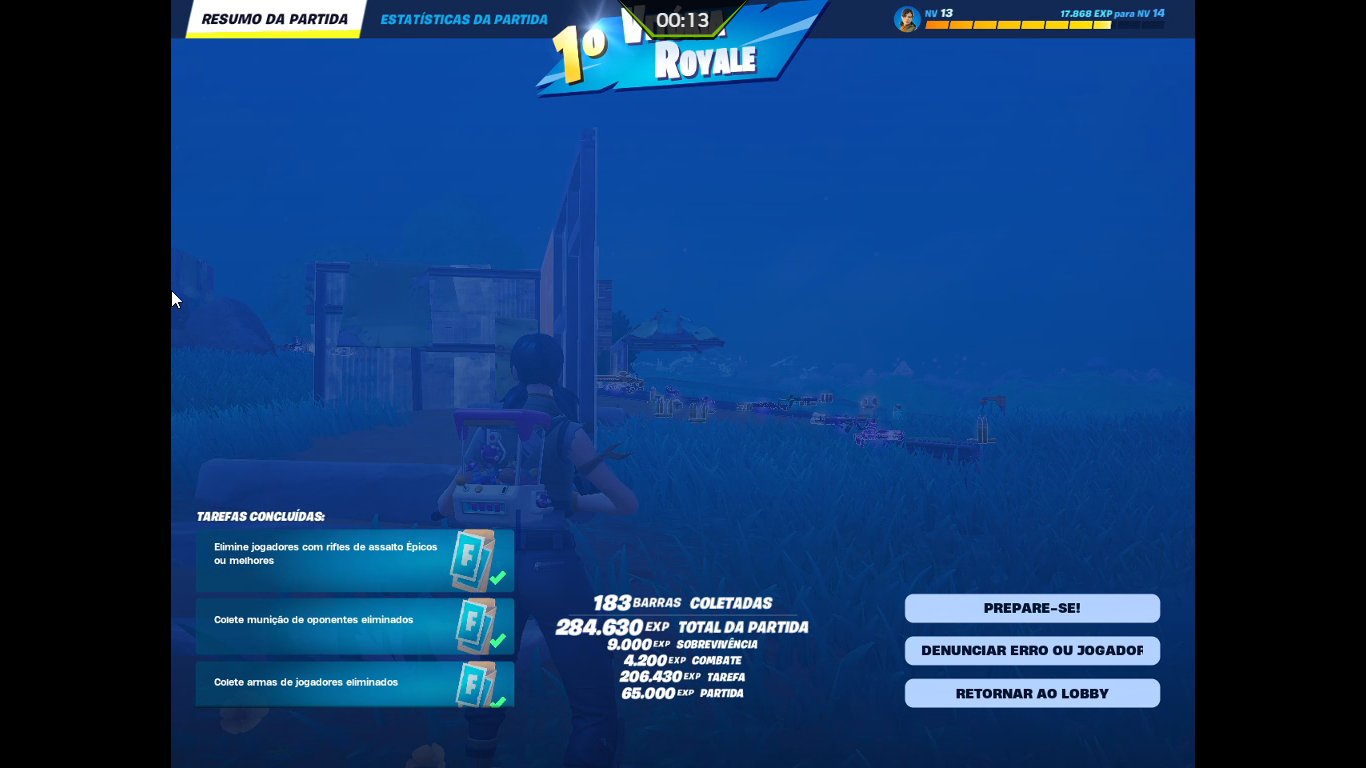 RESUMO DA PARTIDA
ESTATÍSTICAS DA PARTIDA
00:13
NV 13
17.868 EXP para NV 14
1º
ROYALE
TAREFAS CONCLUÍDAS:
Elimine jogadores com rifles de assalto Épicos
ou melhores
Colete munição de oponentes eliminados
Colete armas de jogadores eliminados
183 BARRAS COLETADAS
284.630 EXP TOTAL DA PARTIDA
9.000 EXP SOBREVIVÊNCIA
4.200 EXP COMBATE
206.430 EXP TAREFA
65.000 EXP PARTIDA
PREPARE-SE!
DENUNCIAR ERRO OU JOGADOR
RETORNAR AO LOBBY